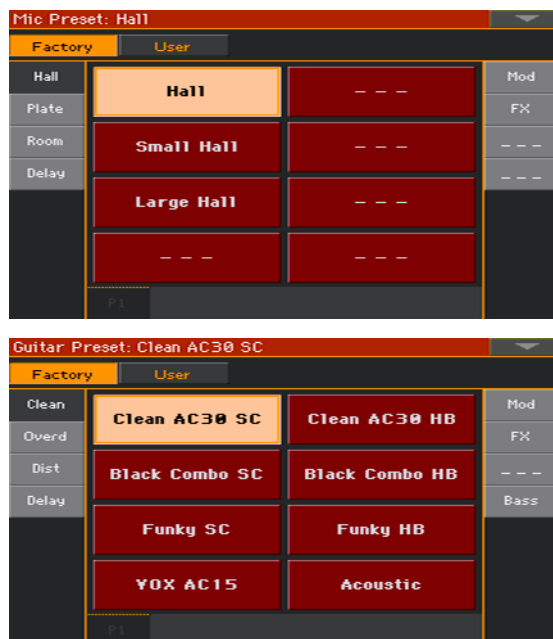 Mic Preset: Hall
Factory User
Hall Hall - - - Mod
Plate FX
Room Small Hall - - - - - -
Delay - - -
Large Hall - - -
- - - - - -
P1
Guitar Preset: Clean AC30 SC
Factory User
Clean Clean AC30 SC Clean AC30 HB Mod
Overd FX
Dist Black Combo SC Black Combo HB - - -
Delay Bass
Funky SC Funky HB
VOX AC15 Acoustic
P1